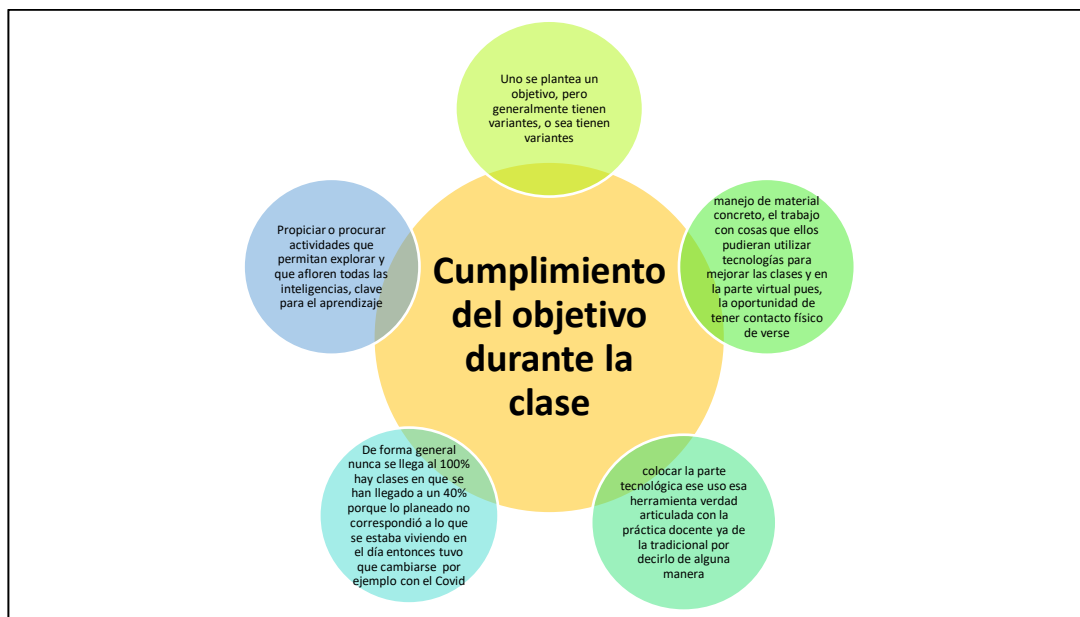 Uno se plantea un
objetivo, pero
generalmente tienen
variantes, o sea tienen
variantes
manejo de material
concreto, el trabajo
con cosas que ellos
pudieran utilizar
tecnologías para
mejorar las clases y en
la parte virtual pues,
la oportunidad de
tener contacto físico
de verse
colocar la parte
tecnológica ese uso esa
herramienta verdad
articulada con la
práctica docente ya de
la tradicional por
decirlo de alguna
manera
De forma general
nunca se llega al 100%
hay clases en que se
han llegado a un 40%
porque lo planeado no
correspondió a lo que
se estaba viviendo en
el día entonces tuvo
que cambiarse por
ejemplo con el Covid
Propiciar o procurar
actividades que
permitan explorar y
que afloren todas las
inteligencias, clave
para el aprendizaje
Cumplimiento
del objetivo
durante la
clase